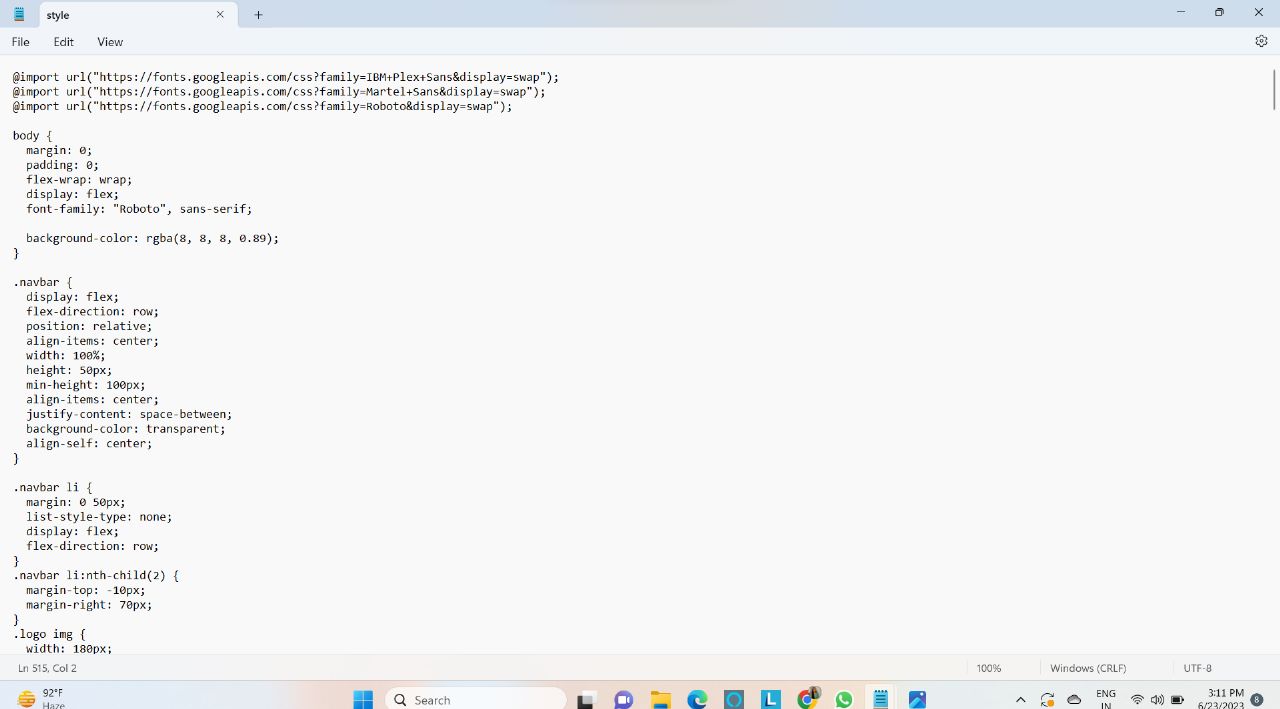 style
File Edit View
@import url("https://fonts.googleapis.com/css?family=IBM+Plex+Sans&display=swap");
@import url("https://fonts.googleapis.com/css?family=Martel+Sans&display=swap");
@import url("https://fonts.googleapis.com/css?family=Roboto&display=swap");
body {
margin: 0;
padding: 0;
flex-wrap: wrap;
display: flex;
font-family: "Roboto", sans-serif;
background-color: rgba(8, 8, 8, 0.89);
}
.navbar {
display: flex;
flex-direction: row;
position: relative;
align-items: center;
width: 100%;
height: 50px;
min-height: 100px;
align-items: center;
justify-content: space-between;
background-color: transparent;
align-self: center;
}
.navbar li {
margin: 0 50px;
list-style-type: none;
display: flex;
flex-direction: row;
}
.navbar li:nth-child(2) {
margin-top: -10px;
margin-right: 70px;
}
.logo img {
width: 180px;
Ln 515, Col 2 100% Windows (CRLF) UTF-8
92°F
Haze
Search
L
ENG
IN
3:11 PM
6/23/2023
8